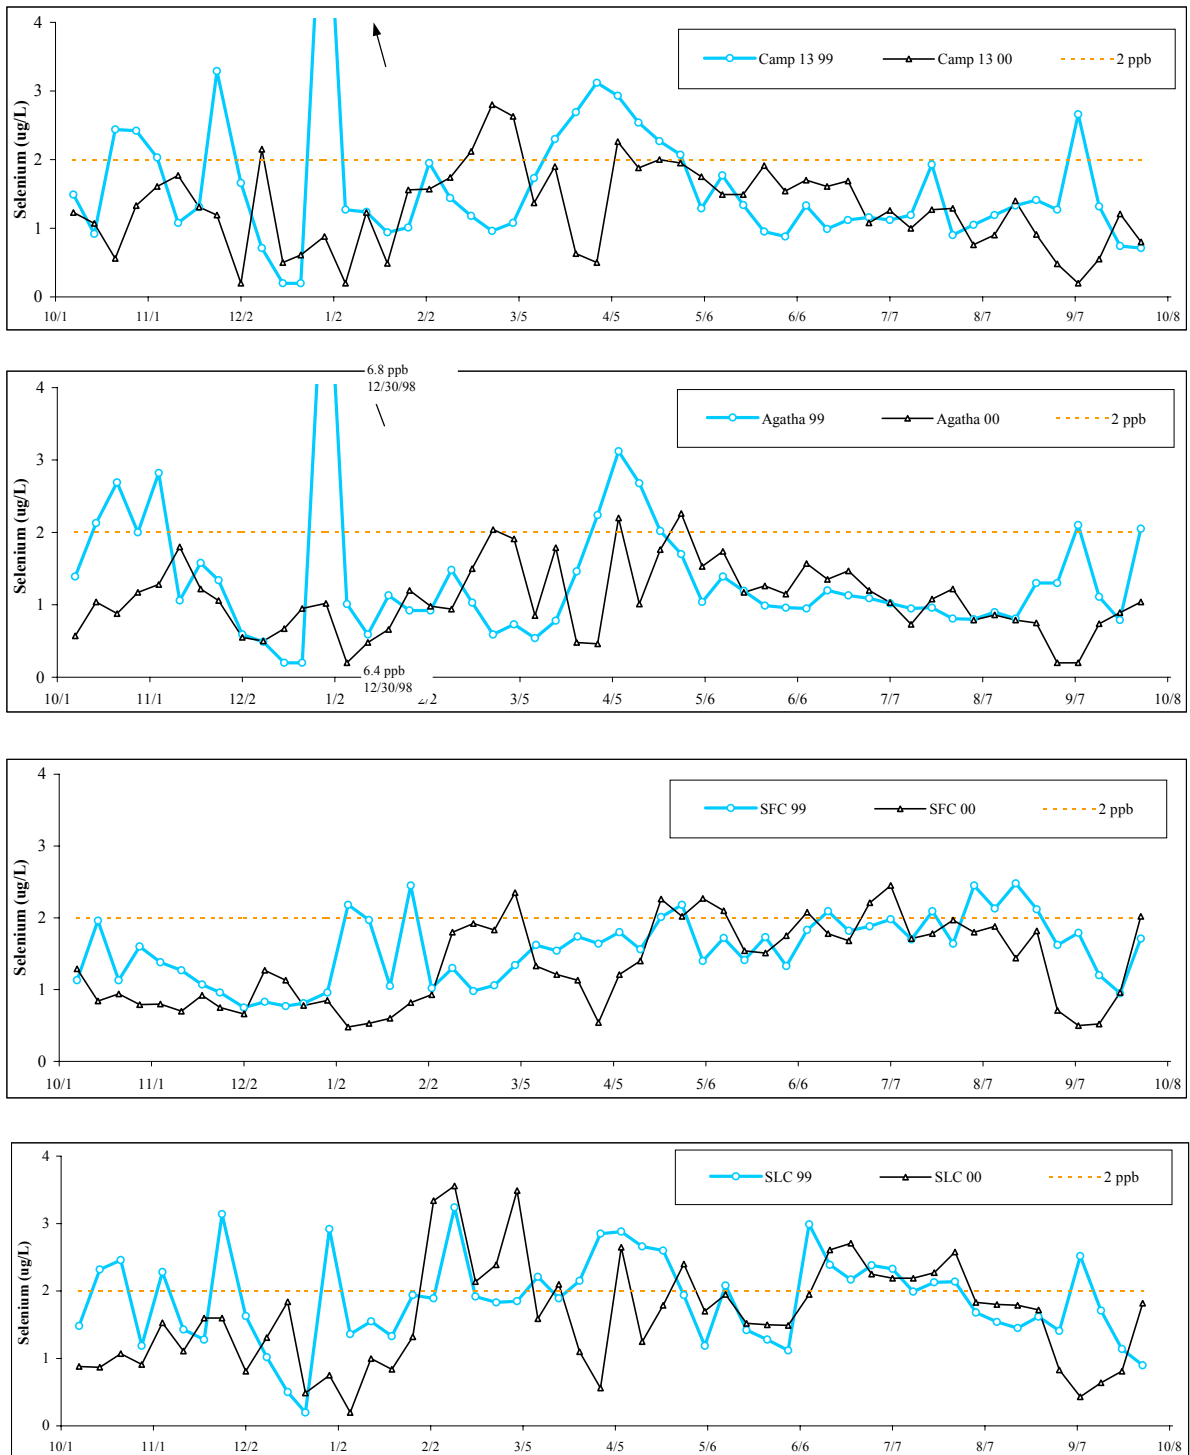 4
3
2
1
0
Selenium (ug/L)
Camp 13 99 Camp 13 00 2 ppb
10/1 11/1 12/2 1/2 2/2 3/5 4/5 5/6 6/6 7/7 8/7 9/7 10/8
6.8 ppb
12/30/98
4
3
2
1
0
Selenium (ug/L)
Agatha 99 Agatha 00 2 ppb
6.4 ppb
12/30/98
10/1 11/1 12/2 1/2 2/2 3/5 4/5 5/6 6/6 7/7 8/7 9/7 10/8
4
3
2
1
0
Selenium (ug/L)
SFC 99 SFC 00 2 ppb
10/1 11/1 12/2 1/2 2/2 3/5 4/5 5/6 6/6 7/7 8/7 9/7 10/8
4
3
2
1
0
Selenium (ug/L)
SLC 99 SLC 00 2 ppb
10/1 11/1 12/2 1/2 2/2 3/5 4/5 5/6 6/6 7/7 8/7 9/7 10/8